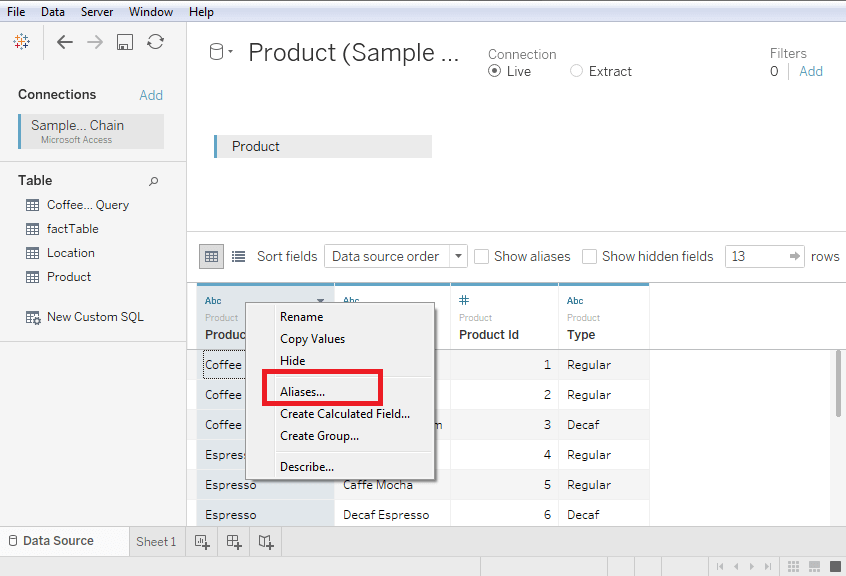 File Data Server Window Help
Product (Sample ...
Connection
Live Extract
Filters
0 Add
Connections Add
Sample... Chain
Microsoft Access
Product
Table
Coffee... Query
factTable
Location
Product
New Custom SQL
Sort fields Data source order Show aliases Show hidden fields 13 rows
Abc Abc # Abc
Product Product Product
Produc Product Id Type
Rename
Copy Values
Hide
Aliases...
Create Calculated Field...
Create Group...
Describe...
Coffee 1 Regular
Coffee 2 Regular
Coffee m 3 Decaf
Espres 4 Regular
Espresso Caffe Mocha 5 Regular
Espresso Decaf Espresso 6 Decaf
Data Source Sheet 1